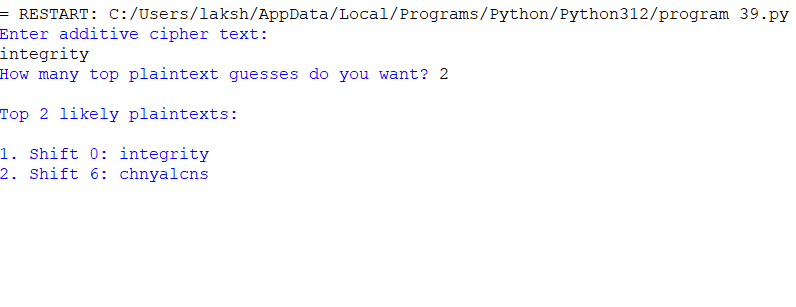 = RESTART: C:/Users/laksh/AppData/Local/Programs/Python/Python312/program 39.py
Enter additive cipher text:
integrity
How many top plaintext guesses do you want? 2
Top 2 likely plaintexts:
1. Shift 0: integrity
2. Shift 6: chnyalcns